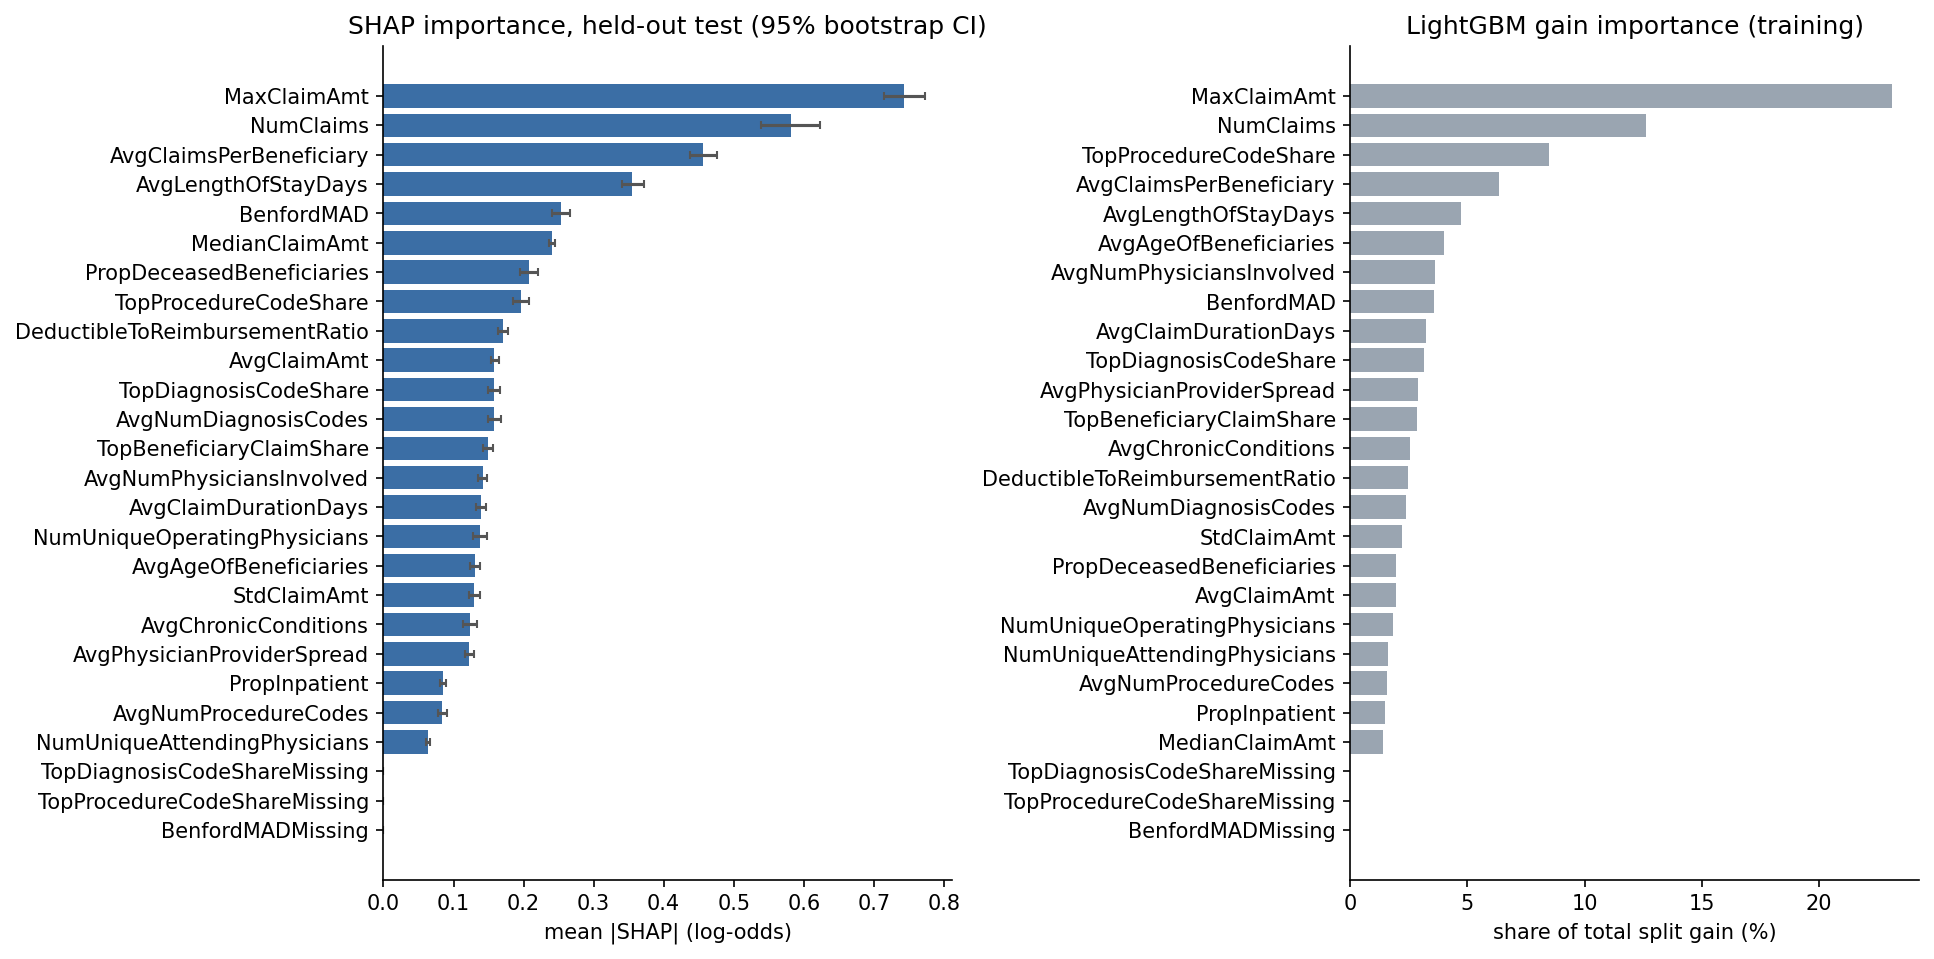 SHAP importance, held-out test (95% bootstrap CI)
MaxClaimAmt
NumClaims
AvgClaimsPerBeneficiary
AvgLengthOfStayDays
BenfordMAD
MedianClaimAmt
PropDeceasedBeneficiaries
TopProcedureCodeShare
DeductibleToReimbursementRatio
AvgClaimAmt
TopDiagnosisCodeShare
AvgNumDiagnosisCodes
TopBeneficiaryClaimShare
AvgNumPhysiciansInvolved
AvgClaimDurationDays
NumUniqueOperatingPhysicians
AvgAgeOfBeneficiaries
StdClaimAmt
AvgChronicConditions
AvgPhysicianProviderSpread
PropInpatient
AvgNumProcedureCodes
NumUniqueAttendingPhysicians
TopDiagnosisCodeShareMissing
TopProcedureCodeShareMissing
BenfordMADMissing
0.0 0.1 0.2 0.3 0.4 0.5 0.6 0.7 0.8
mean |SHAP| (log-odds)
LightGBM gain importance (training)
MaxClaimAmt
NumClaims
TopProcedureCodeShare
AvgClaimsPerBeneficiary
AvgLengthOfStayDays
AvgAgeOfBeneficiaries
AvgNumPhysiciansInvolved
BenfordMAD
AvgClaimDurationDays
TopDiagnosisCodeShare
AvgPhysicianProviderSpread
TopBeneficiaryClaimShare
AvgChronicConditions
DeductibleToReimbursementRatio
AvgNumDiagnosisCodes
StdClaimAmt
PropDeceasedBeneficiaries
AvgClaimAmt
NumUniqueOperatingPhysicians
NumUniqueAttendingPhysicians
AvgNumProcedureCodes
PropInpatient
MedianClaimAmt
TopDiagnosisCodeShareMissing
TopProcedureCodeShareMissing
BenfordMADMissing
0 5 10 15 20
share of total split gain (%)